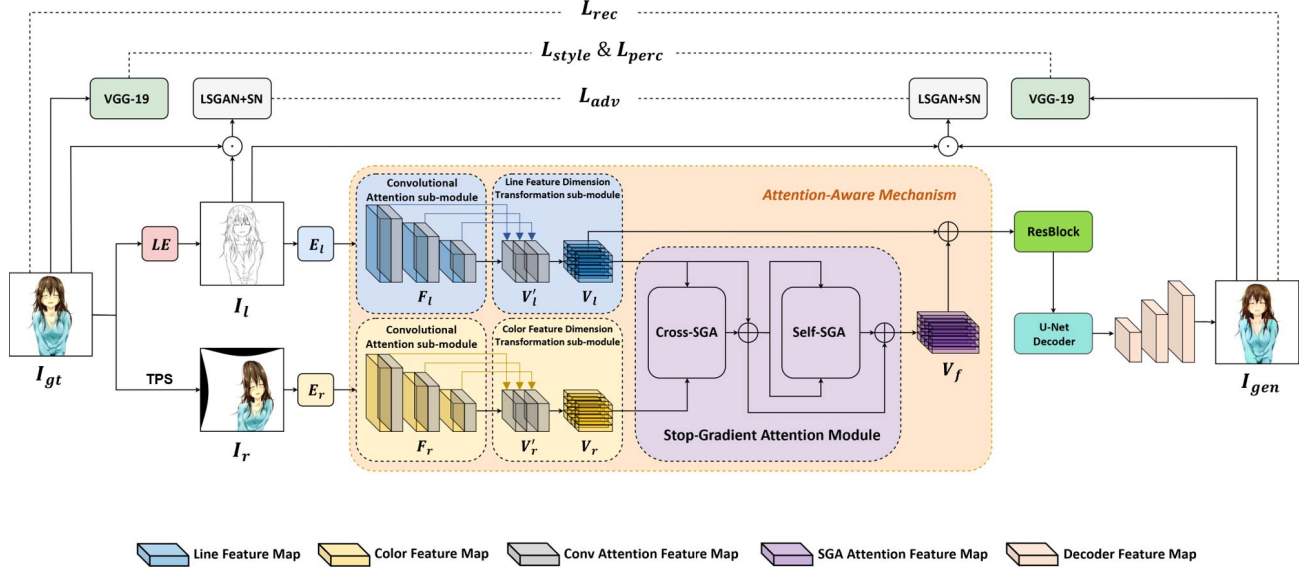 L_rec
L_style & L_perc
VGG-19
LSGAN+SN
L_adv
LSGAN+SN
VGG-19
Convolutional
Attention sub-module
Line Feature Dimension
Transformation sub-module
Attention-Aware Mechanism
LE
E_l
F_l
V'_l
V_l
ResBlock
I_l
I_gt
Cross-SGA
Self-SGA
U-Net
Decoder
V_f
I_gen
Convolutional
Attention sub-module
Color Feature Dimension
Transformation sub-module
TPS
E_r
F_r
V'_r
V_r
Stop-Gradient Attention Module
I_r
Line Feature Map
Color Feature Map
Conv Attention Feature Map
SGA Attention Feature Map
Decoder Feature Map